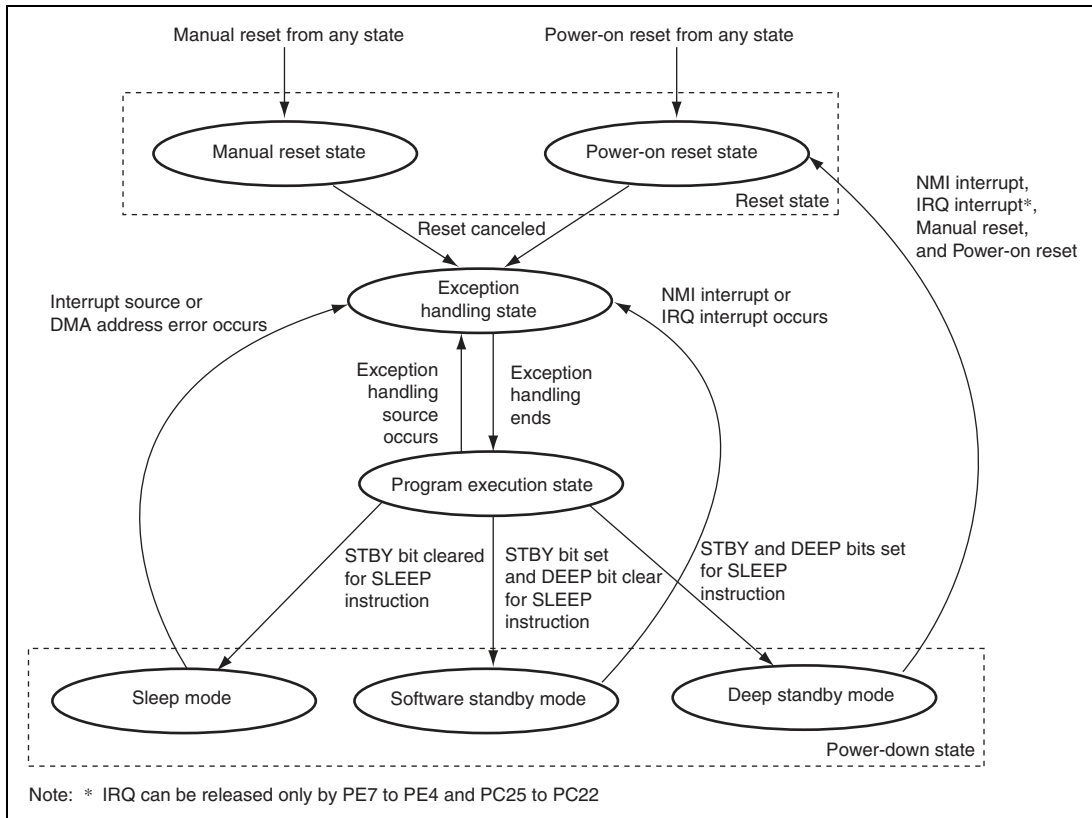 Manual reset from any state
Power-on reset from any state
Manual reset state
Power-on reset state
Reset state
NMI interrupt,
IRQ interrupt*,
Manual reset,
and Power-on reset
Reset canceled
Exception
handling state
Interrupt source or
DMA address error occurs
NMI interrupt or
IRQ interrupt occurs
Exception
handling
source
occurs
Exception
handling
ends
Program execution state
STBY bit cleared
for SLEEP
instruction
STBY bit set
and DEEP bit clear
for SLEEP
instruction
STBY and DEEP bits set
for SLEEP
instruction
Sleep mode
Software standby mode
Deep standby mode
Power-down state
Note: * IRQ can be released only by PE7 to PE4 and PC25 to PC22